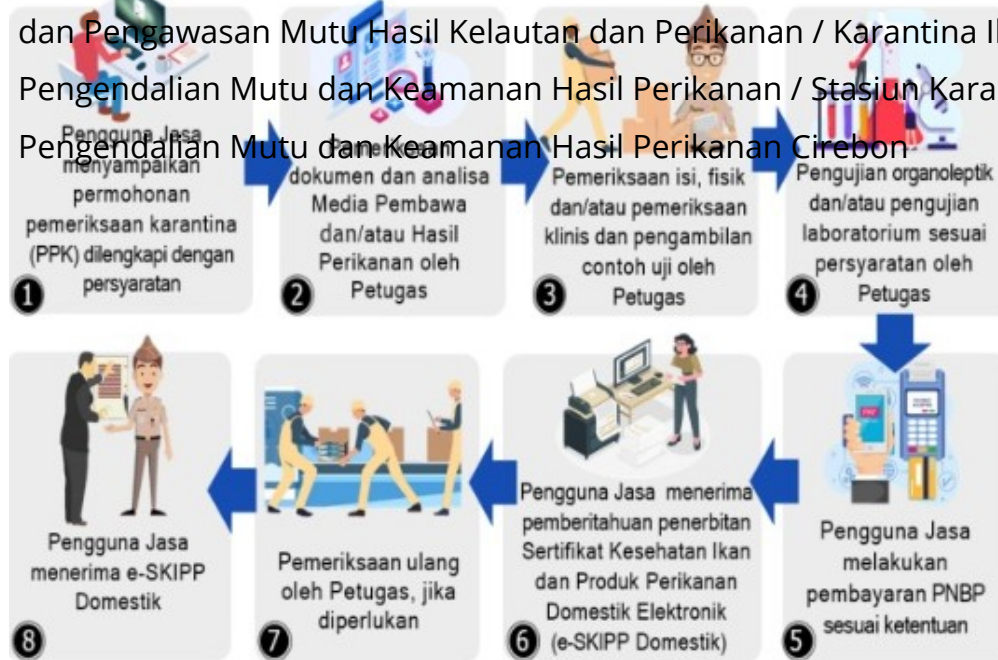 dan Pengawasan Mutu Hasil Kelautan dan Perikanan / Karantina
Pengendalian Mutu dan Keamanan Hasil Perikanan / Stasiun
Pengendalian Mutu dan Keamanan Hasil Perikanan Cirebon
Pengguna Jasa
menyampaikan
permohonan
pemeriksaan karantina
(PPK) dilengkapi dengan
persyaratan
1
Pemeriksaan
dokumen dan analisa
Media Pembawa
dan/atau Hasil
Perikanan oleh
Petugas
2
Pemeriksaan isi, fisik
dan/atau pemeriksaan
klinis dan pengambilan
contoh uji oleh
Petugas
3
Pengujian organoleptik
dan/atau pengujian
laboratorium sesuai
persyaratan oleh
Petugas
4
Pengguna Jasa
melakukan
pembayaran PNBP
sesuai ketentuan
5
Pengguna Jasa menerima
pemberitahuan penerbitan
Sertifikat Kesehatan Ikan
dan Produk Perikanan
Domestik Elektronik
(e-SKIPP Domestik)
6
Pemeriksaan ulang
oleh Petugas, jika
diperlukan
7
Pengguna Jasa
menerima e-SKIPP
Domestik
8